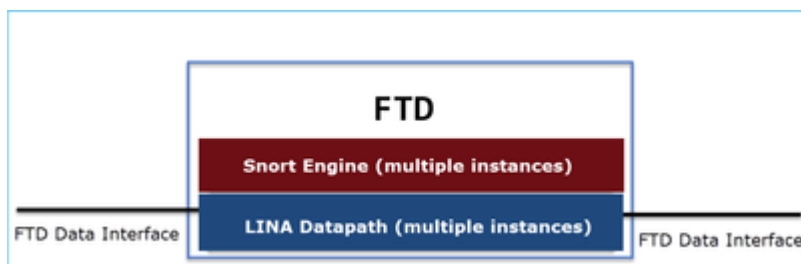 FTD
Snort Engine (multiple instances)
LINA Datapath (multiple instances)
FTD Data Interface
FTD Data Interface